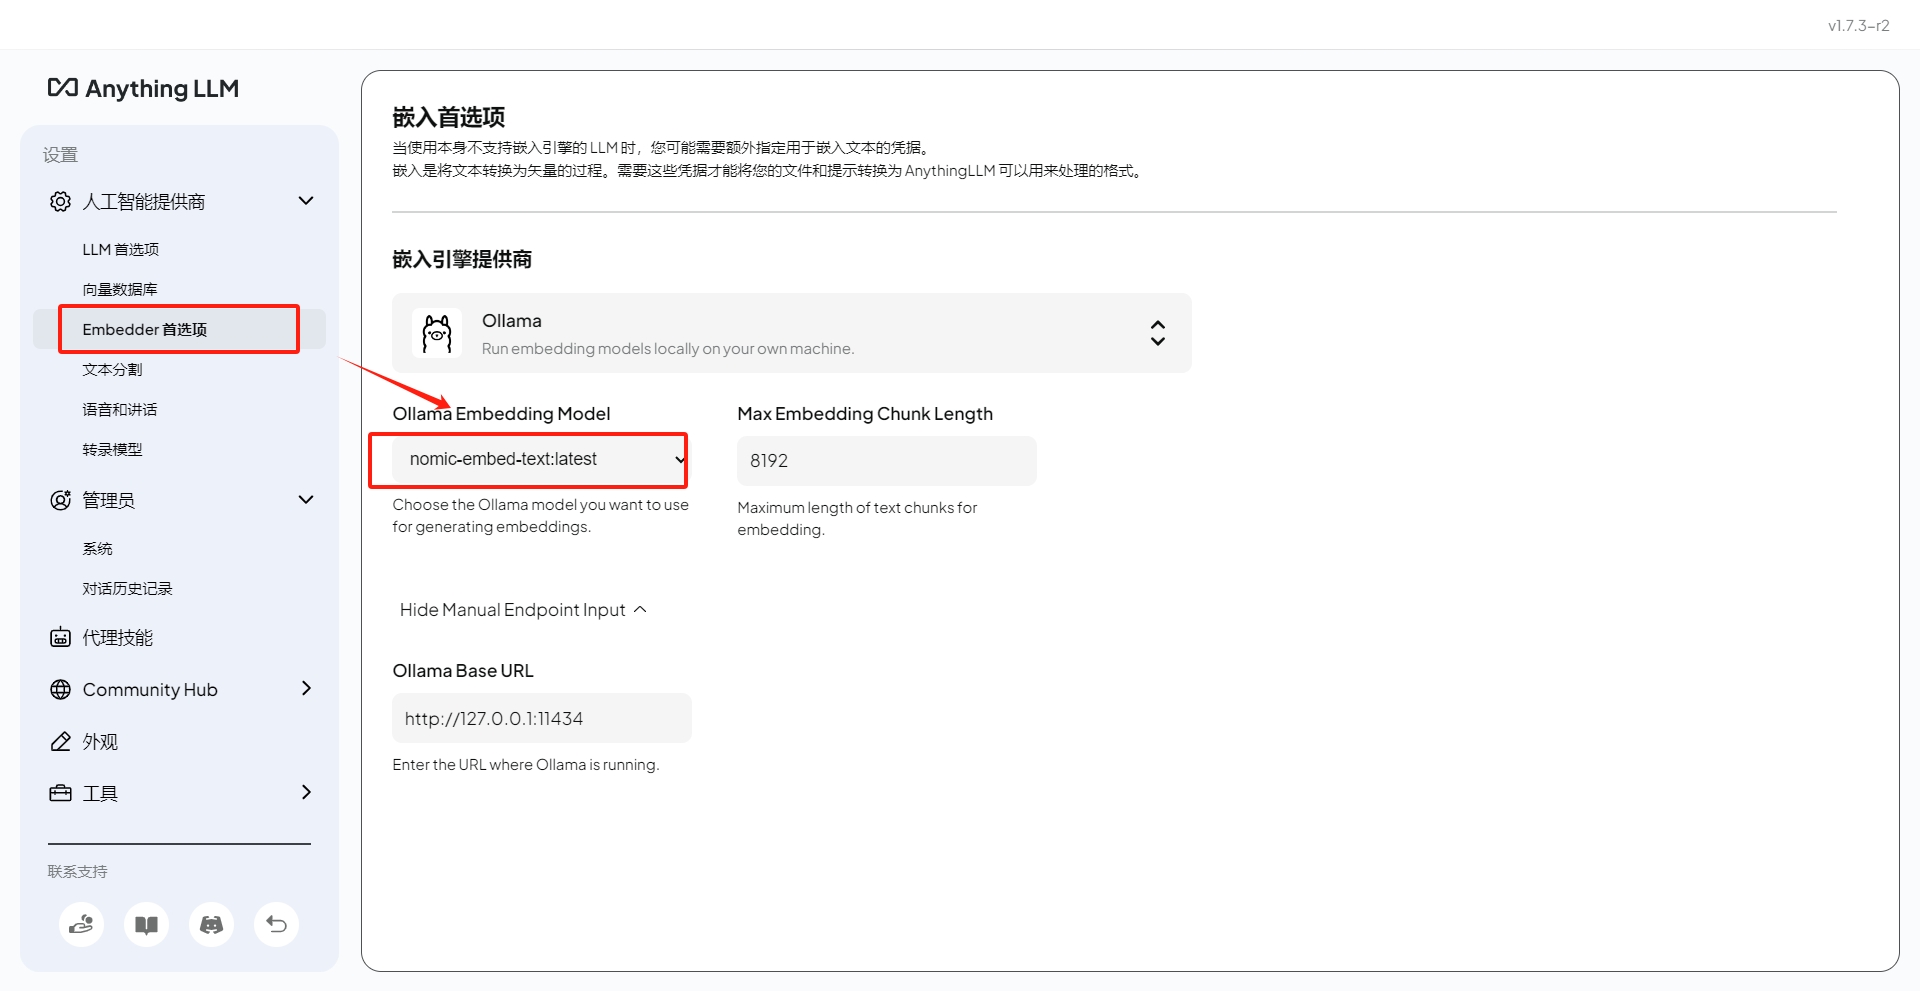 v1.7.3-r2
Anything LLM
设置
人工智能提供商
LLM 首选项
向量数据库
Embedder 首选项
文本分割
语音和讲话
转录模型
管理员
系统
对话历史记录
代理技能
Community Hub
外观
工具
联系支持
嵌入首选项
当使用本身不支持嵌入引擎的 LLM 时，您可能需要额外指定用于嵌入文本的凭据。
嵌入是将文本转换为矢量的过程。需要这些凭据才能将您的文件和提示转换为 AnythingLLM 可以用来处理的格式。
嵌入引擎提供商
Ollama
Run embedding models locally on your own machine.
Ollama Embedding Model
nomic-embed-text:latest
Choose the Ollama model you want to use
for generating embeddings.
Max Embedding Chunk Length
8192
Maximum length of text chunks for
embedding.
Hide Manual Endpoint Input
Ollama Base URL
http://127.0.0.1:11434
Enter the URL where Ollama is running.